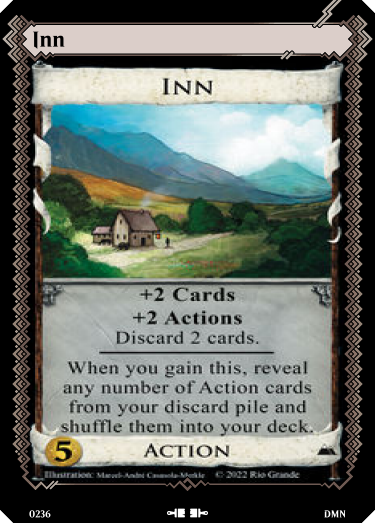 Inn
INN
+2 Cards
+2 Actions
Discard 2 cards.
When you gain this, reveal
any number of Action cards
from your discard pile and
shuffle them into your deck.
5
ACTION
Illustration: Marcel-André Casasola-Merkle © 2022 Rio Grande
0236
DMN